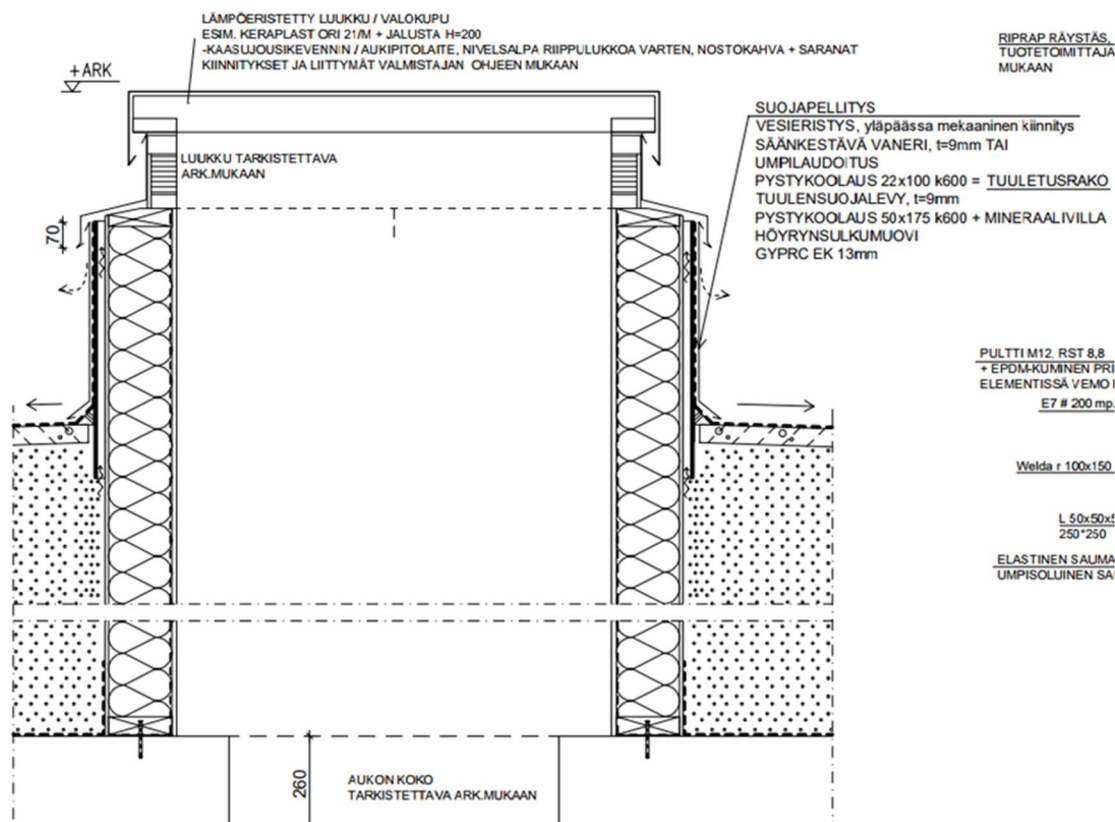 LÄMPÖERISTETTY LUUKKU / VALOKUPU
ESIM. KERAPLAST ORI 21/M + JALUSTA H=200
-KAASUJOUSIKEVENNIN / AUKIPITOLAITE, NIVELSALPA RIIPPULUKKOA VARTEN, NOSTOKAHVA + SARANAT
KIINNITYKSET JA LIITTYMÄT VALMISTAJAN OHJEEN MUKAAN
+ARK
LUUKKU TARKISTETTAVA
ARK.MUKAAN
70
RIPRAP RÄYSTÄS,
TUOTETOIMITTAJA
MUKAAN
SUOJAPELLITYS
VESIERISTYS, yläpäässa mekaaninen kiinnitys
SÄÄNKESTÄVÄ VANERI, t=9mm TAI
UMPILAUDOITUS
PYSTYKOOLAUS 22x100 k600 = TUULETUSRAKO
TUULENSUOJALEVY, t=9mm
PYSTYKOOLAUS 50x175 k600 + MINERAALIVILLA
HÖYRYNSULKUMUOVI
GYPRC EK 13mm
PULTTI M12, RST 8,8
+ EPDM-KUMINEN PRI
ELEMENTISSÄ VEMO
E7 # 200 mp.
Welda r 100x150
L 50x50x5
250*250
ELASTINEN SAUMA
UMPISOLUINEN SA
260
AUKON KOKO
TARKISTETTAVA ARK.MUKAAN